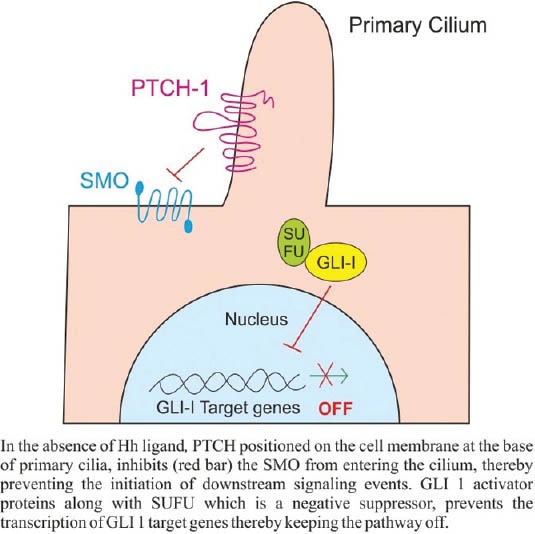 Primary Cilium
PTCH-1
SMO
SU
FU
GLI-I
Nucleus
GLI-I Target genes OFF
In the absence of Hh ligand, PTCH positioned on the cell membrane at the base
of primary cilia, inhibits (red bar) the SMO from entering the cilium, thereby
preventing the initiation of downstream signaling events. GLI 1 activator
proteins along with SUFU which is a negative suppressor, prevents the
transcription of GLI 1 target genes thereby keeping the pathway off.